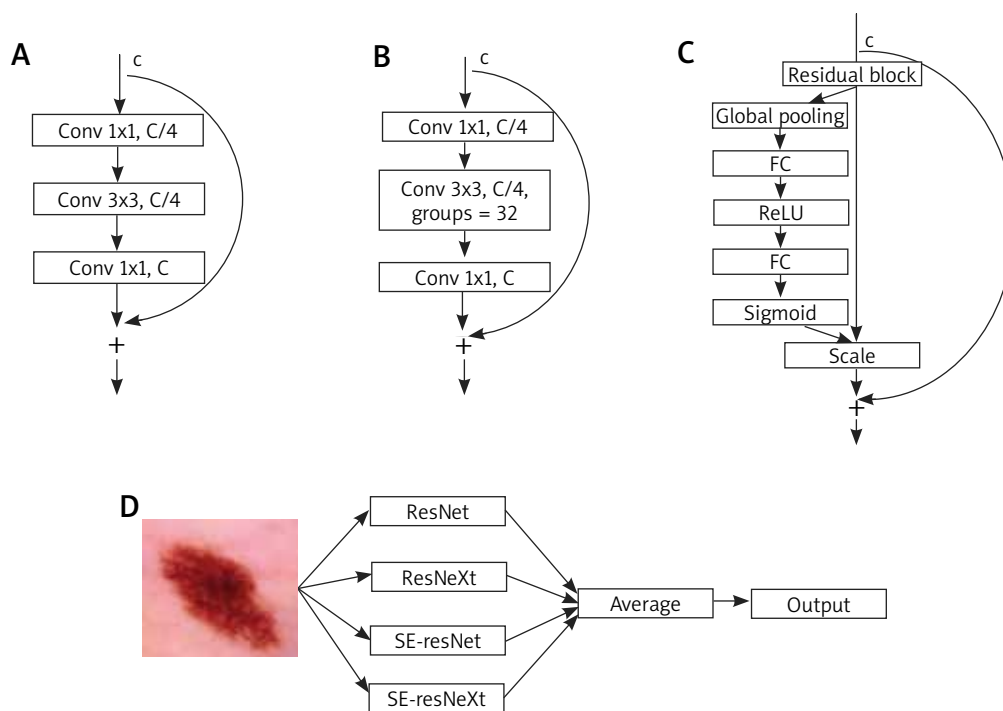 A
c
Conv 1x1, C/4
Conv 3x3, C/4
Conv 1x1, C
+
B
c
Conv 1x1, C/4
Conv 3x3, C/4,
groups = 32
Conv 1x1, C
+
C
c
Residual block
Global pooling
FC
ReLU
FC
Sigmoid
Scale
+
D
ResNet
ResNeXt
SE-resNet
SE-resNeXt
Average
Output